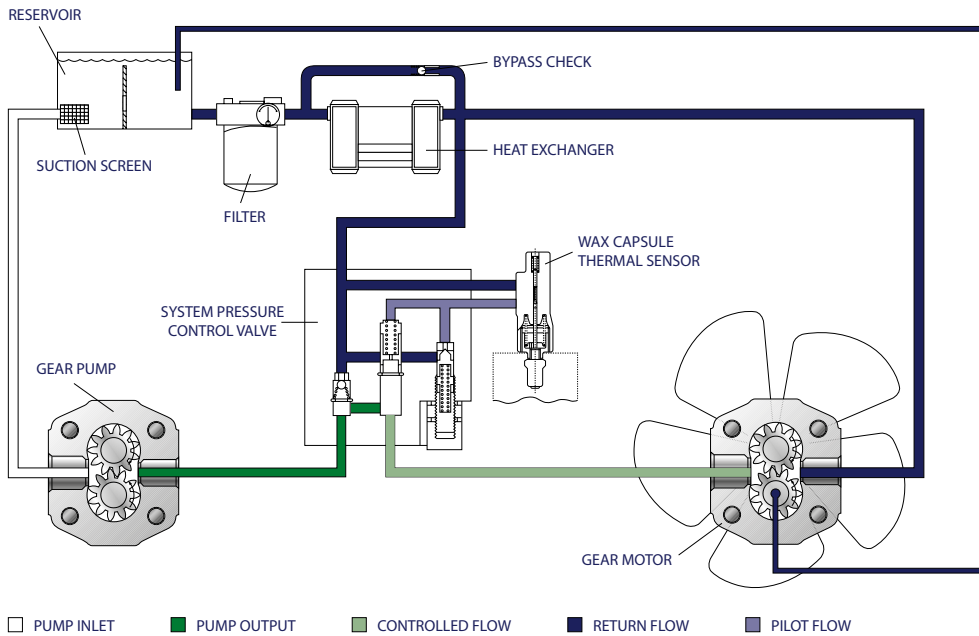 RESERVOIR
BYPASS CHECK
SUCTION SCREEN
HEAT EXCHANGER
FILTER
WAX CAPSULE
THERMAL SENSOR
SYSTEM PRESSURE
CONTROL VALVE
GEAR PUMP
GEAR MOTOR
PUMP INLET
PUMP OUTPUT
CONTROLLED FLOW
RETURN FLOW
PILOT FLOW